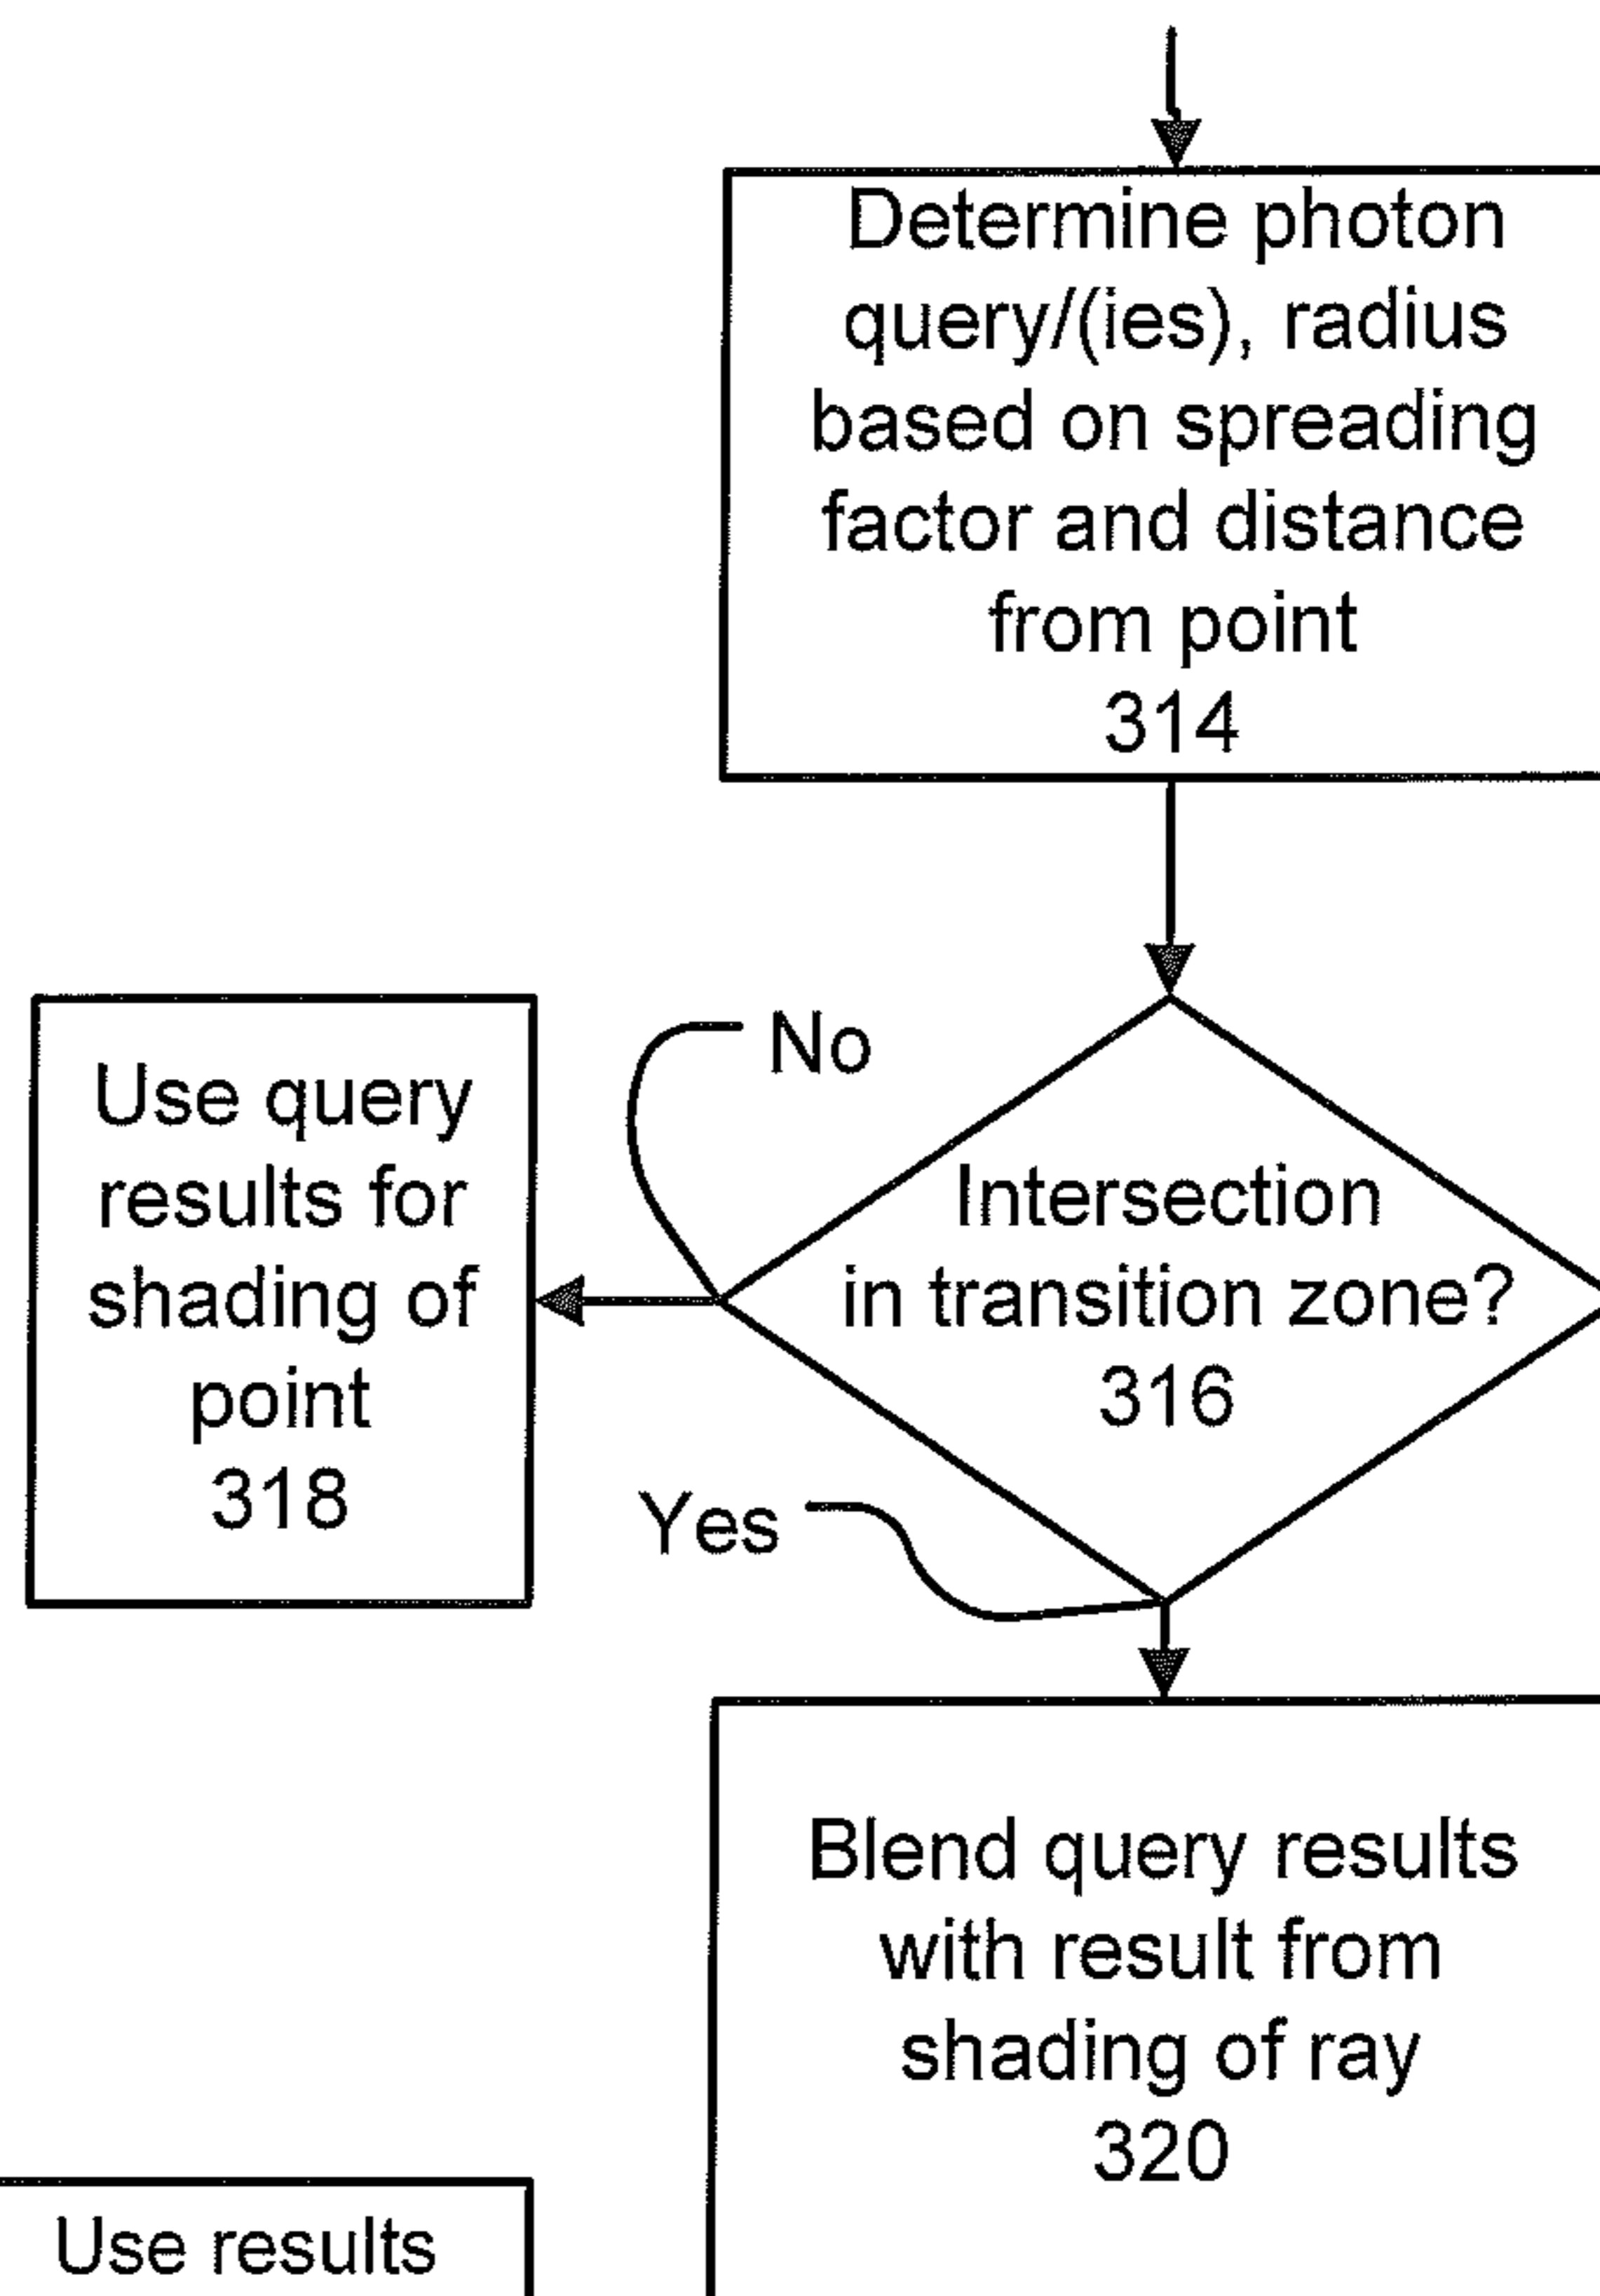 Determine photon
query/(ies), radius
based on spreading
factor and distance
from point
314
No
Use query
results for
shading of
point
318
Intersection
in transition zone?
316
Yes
Blend query results
with result from
shading of ray
320
Use results